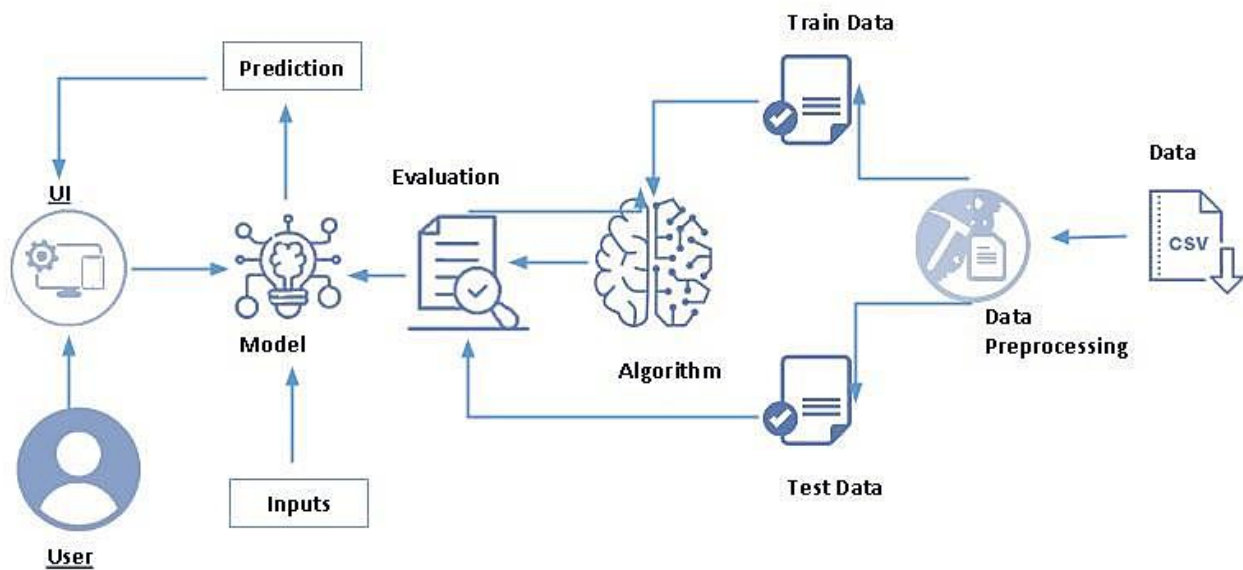 Train Data
Prediction
Data
Evaluation
UI
CSV
Model
Data
Preprocessing
Algorithm
Inputs
Test Data
User